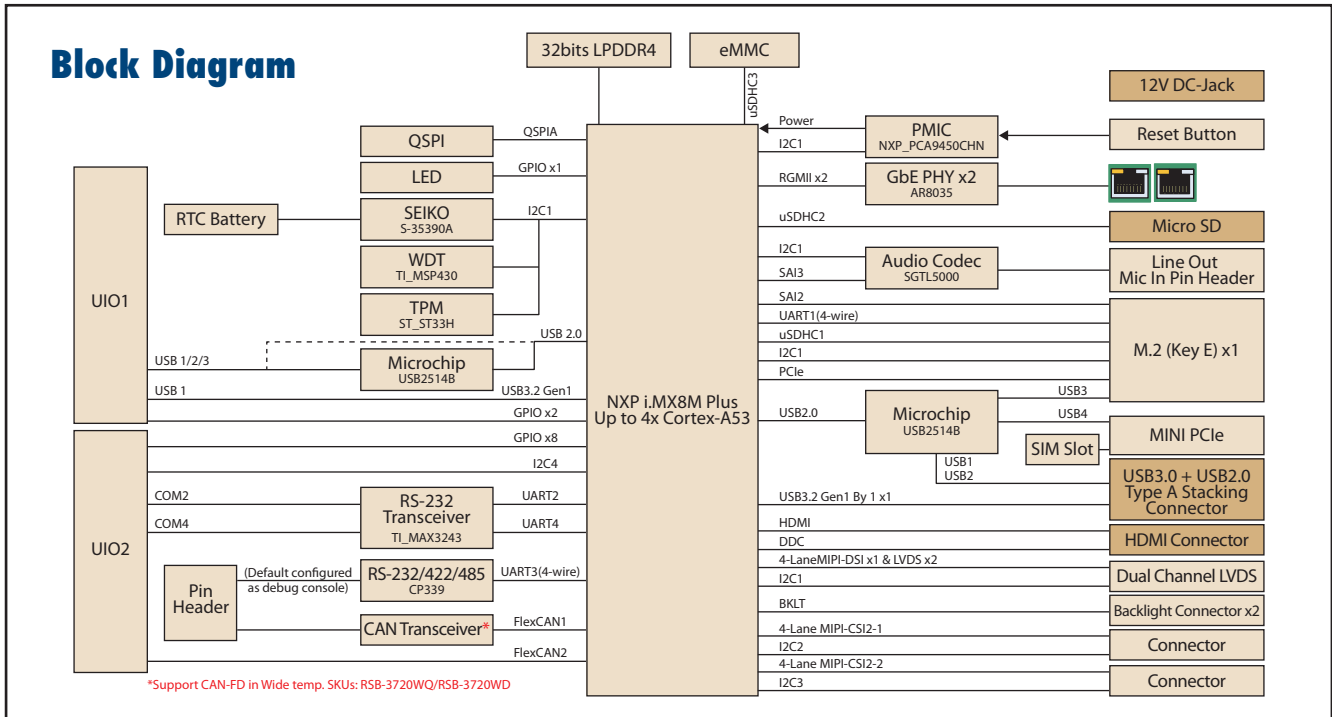 Block Diagram
32bits LPDDR4
eMMC
uSDHC3
12V DC-Jack
QSPI
QSPIA
Power
PMIC
NXP_PCA9450CHN
I2C1
Reset Button
LED
GPIO x1
RGMII x2
GbE PHY x2
AR8035
RTC Battery
SEIKO
S-35390A
I2C1
uSDHC2
Micro SD
WDT
TI_MSP430
I2C1
SAI3
Audio Codec
SGTL5000
Line Out
Mic In Pin Header
UIO1
TPM
ST_ST33H
SAI2
UART1(4-wire)
uSDHC1
I2C1
PCIe
M.2 (Key E) x1
USB 2.0
USB 1/2/3
Microchip
USB2514B
USB 1
USB3.2 Gen1
GPIO x2
NXP i.MX8M Plus
Up to 4x Cortex-A53
USB2.0
Microchip
USB2514B
USB3
USB4
MINI PCIe
SIM Slot
USB1
USB2
USB3.0 + USB2.0
Type A Stacking
Connector
USB3.2 Gen1 By 1 x1
GPIO x8
I2C4
UIO2
COM2
COM4
RS-232
Transceiver
TI_MAX3243
UART2
UART4
HDMI
DDC
HDMI Connector
4-LaneMIPI-DSI x1 & LVDS x2
I2C1
Dual Channel LVDS
Pin
Header
(Default configured
as debug console)
RS-232/422/485
CP339
UART3(4-wire)
BKLT
Backlight Connector x2
CAN Transceiver*
FlexCAN1
FlexCAN2
4-Lane MIPI-CSI2-1
I2C2
Connector
4-Lane MIPI-CSI2-2
I2C3
Connector
*Support CAN-FD in Wide temp. SKUs: RSB-3720WQ/RSB-3720WD